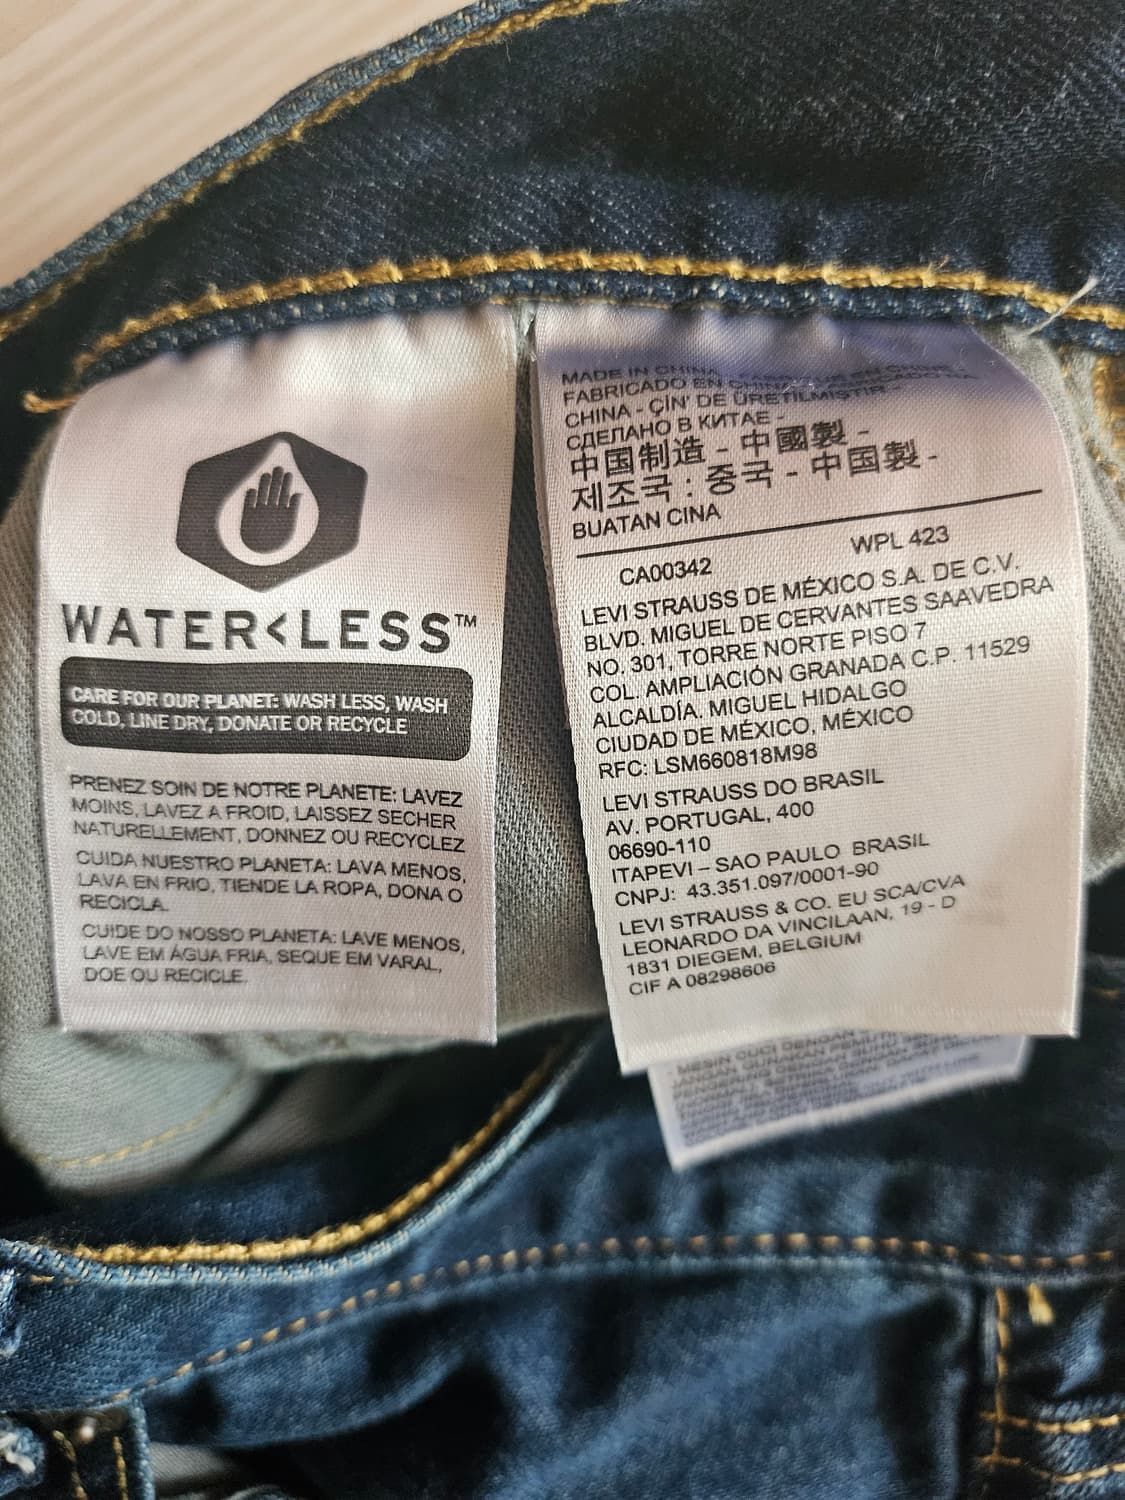 WATER<LESS™
CARE FOR OUR PLANET: WASH LESS, WASH
COLD, LINE DRY, DONATE OR RECYCLE
PRENEZ SOIN DE NOTRE PLANETE: LAVEZ
MOINS, LAVEZ A FROID, LAISSEZ SECHER
NATURELLEMENT, DONNEZ OU RECYCLEZ
CUIDA NUESTRO PLANETA: LAVA MENOS,
LAVA EN FRIO, TIENDE LA ROPA, DONA O
RECICLA.
CUIDE DO NOSSO PLANETA: LAVE MENOS,
LAVE EM ÁGUA FRIA, SEQUE EM VARAL,
DOE OU RECICLE.
MADE IN CHINA
FABRICADO EN CHINA
CHINA - ÇİN' DE ÜRETİLMİŞTİR -
СДЕЛАНО В КИТАЕ -
中国制造 - 中國製 -
제조국 : 중국 - 中国製 -
BUATAN CINA
CA00342 WPL 423
LEVI STRAUSS DE MÉXICO S.A. DE C.V.
BLVD. MIGUEL DE CERVANTES SAAVEDRA
NO. 301, TORRE NORTE PISO 7
COL. AMPLIACIÓN GRANADA C.P. 11529
ALCALDÍA. MIGUEL HIDALGO
CIUDAD DE MÉXICO, MÉXICO
RFC: LSM660818M98
LEVI STRAUSS DO BRASIL
AV. PORTUGAL, 400
06690-110
ITAPEVI – SAO PAULO BRASIL
CNPJ: 43.351.097/0001-90
LEVI STRAUSS & CO. EU SCA/CVA
LEONARDO DA VINCILAAN, 19 - D
1831 DIEGEM, BELGIUM
CIF A 08298606
MESIN CUCI DENGAN
JANGAN GUNAKAN